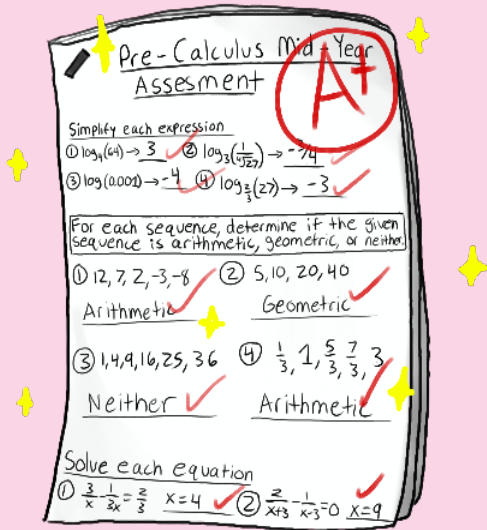 Pre-Calculus Mid-Year
Assesment
A+
Simplify each expression
① log₄(64) → 3 ② log₃(1/⁴√27) → -3/4
③ log(0.001) → -4 ④ log⅓(27) → -3
For each sequence, determine if the given
sequence is arithmetic, geometric, or neither.
① 12, 7, 2, -3, -8 ② 5, 10, 20, 40
Arithmetic Geometric
③ 1, 4, 9, 16, 25, 36 ④ 1/3, 1, 5/3, 7/3, 3
Neither Arithmetic
Solve each equation
① 3/x - 1/3x = 2/3 x=4 ② 2/x+3 - 1/x-3 = 0 x=9